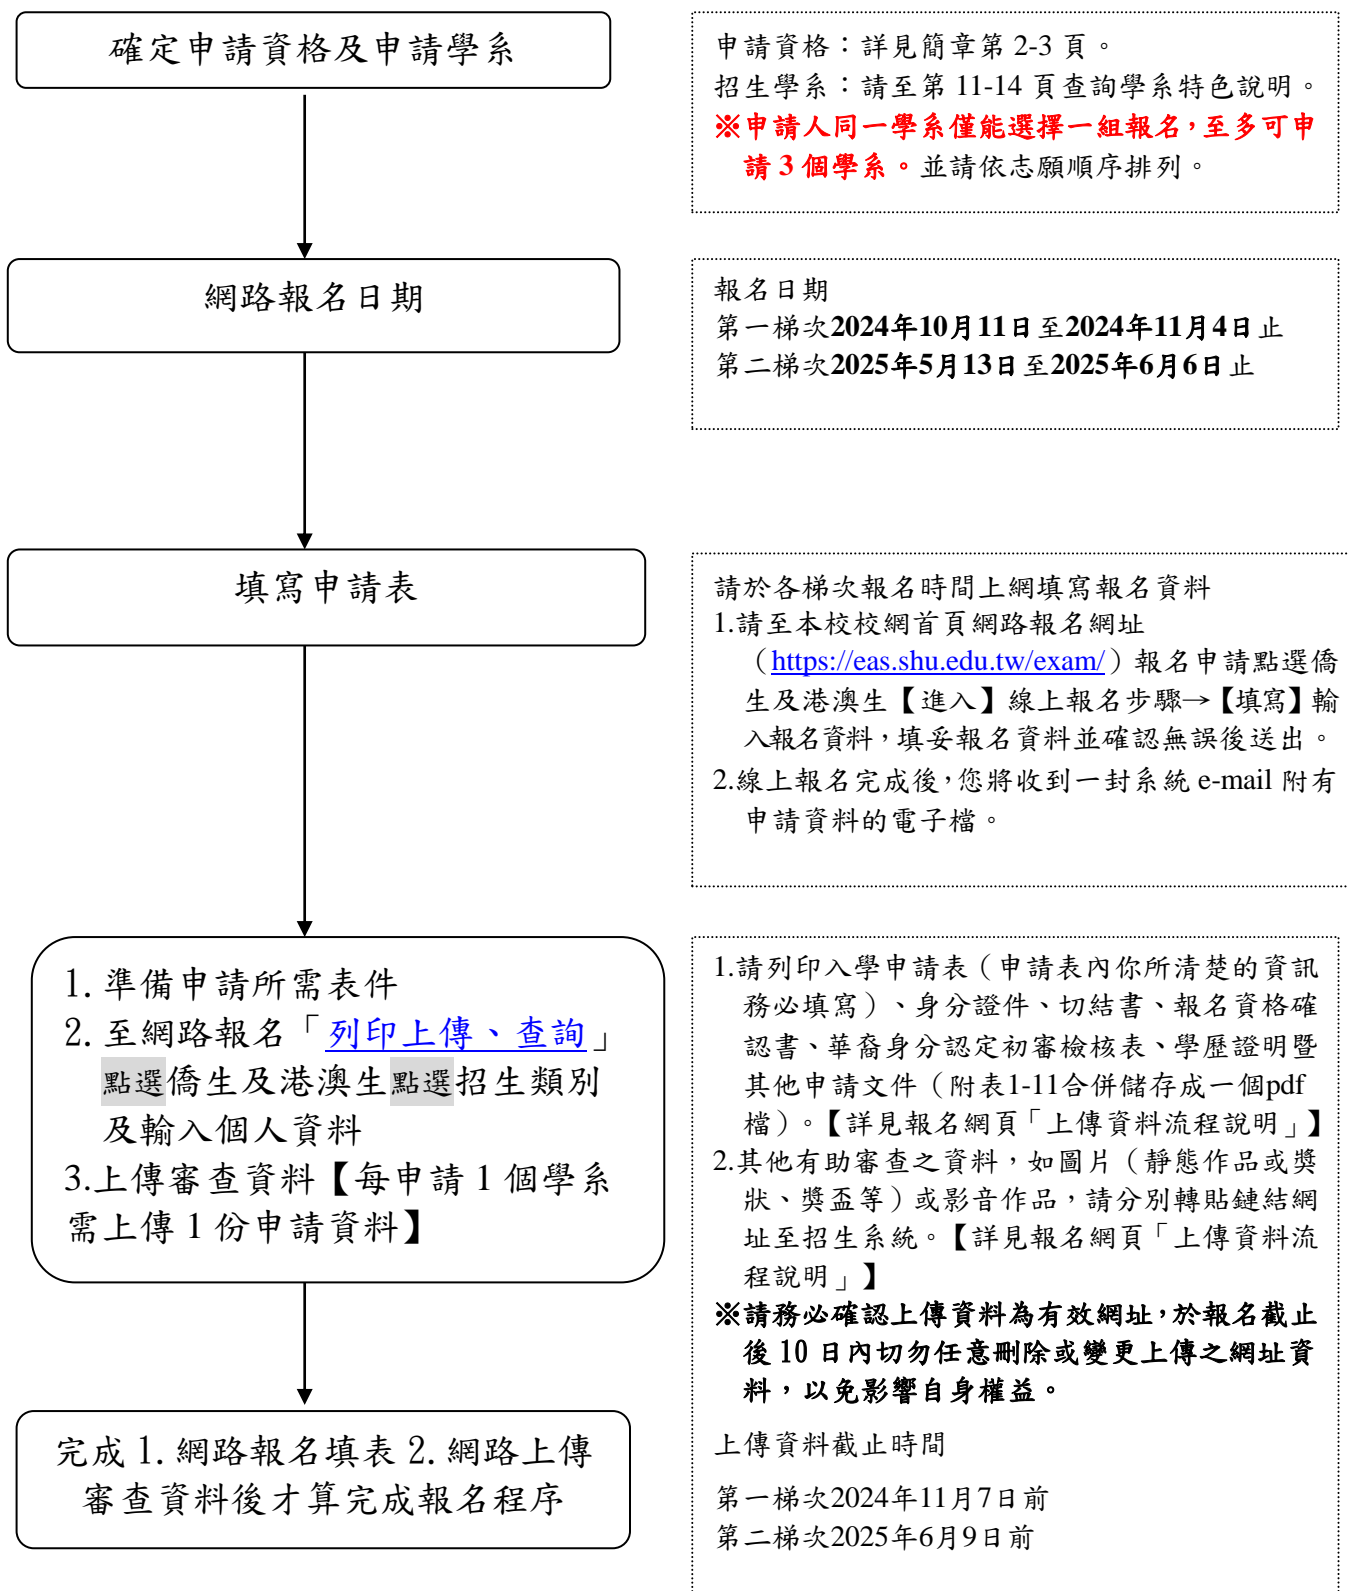 確定申請資格及申請學系
申請資格：詳見簡章第 2-3 頁。
招生學系：請至第 11-14 頁查詢學系特色說明。
※申請人同一學系僅能選擇一組報名，至多可申
請 3 個學系。並請依志願順序排列。
網路報名日期
報名日期
第一梯次2024年10月11日至2024年11月4日止
第二梯次2025年5月13日至2025年6月6日止
填寫申請表
請於各梯次報名時間上網填寫報名資料
1.請至本校校網首頁網路報名網址
（https://eas.shu.edu.tw/exam/）報名申請點選僑
生及港澳生【進入】線上報名步驟→【填寫】輸
入報名資料，填妥報名資料並確認無誤後送出。
2.線上報名完成後，您將收到一封系統 e-mail 附有
申請資料的電子檔。
1. 準備申請所需表件
2. 至網路報名「列印上傳、查詢」
點選僑生及港澳生點選招生類別
及輸入個人資料
3.上傳審查資料【每申請 1 個學系
需上傳 1 份申請資料】
1.請列印入學申請表（申請表內你所清楚的資訊
務必填寫）、身分證件、切結書、報名資格確
認書、華裔身分認定初審檢核表、學歷證明暨
其他申請文件（附表1-11合併儲存成一個pdf
檔）。【詳見報名網頁「上傳資料流程說明」】
2.其他有助審查之資料，如圖片（靜態作品或獎
狀、獎盃等）或影音作品，請分別轉貼鏈結網
址至招生系統。【詳見報名網頁「上傳資料流
程說明」】
※請務必確認上傳資料為有效網址，於報名截止
後 10 日內切勿任意刪除或變更上傳之網址資
料，以免影響自身權益。
上傳資料截止時間
第一梯次2024年11月7日前
第二梯次2025年6月9日前
完成 1. 網路報名填表 2. 網路上傳
審查資料後才算完成報名程序